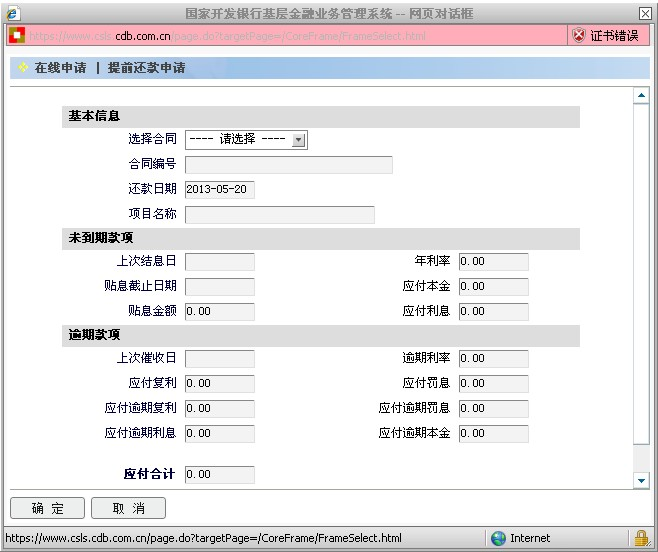 国家开发银行基层金融业务管理系统 -- 网页对话框
https://www.csls.cdb.com.cn/page.do?targetPage=/CoreFrame/FrameSelect.html 证书错误
在线申请 | 提前还款申请
基本信息
选择合同 ---- 请选择 ----
合同编号
还款日期 2013-05-20
项目名称
未到期款项
上次结息日 年利率 0.00
贴息截止日期 应付本金 0.00
贴息金额 0.00 应付利息 0.00
逾期款项
上次催收日 逾期利率 0.00
应付复利 0.00 应付罚息 0.00
应付逾期复利 0.00 应付逾期罚息 0.00
应付逾期利息 0.00 应付逾期本金 0.00
应付合计 0.00
确 定 取 消
https://www.csls.cdb.com.cn/page.do?targetPage=/CoreFrame/FrameSelect.html Internet